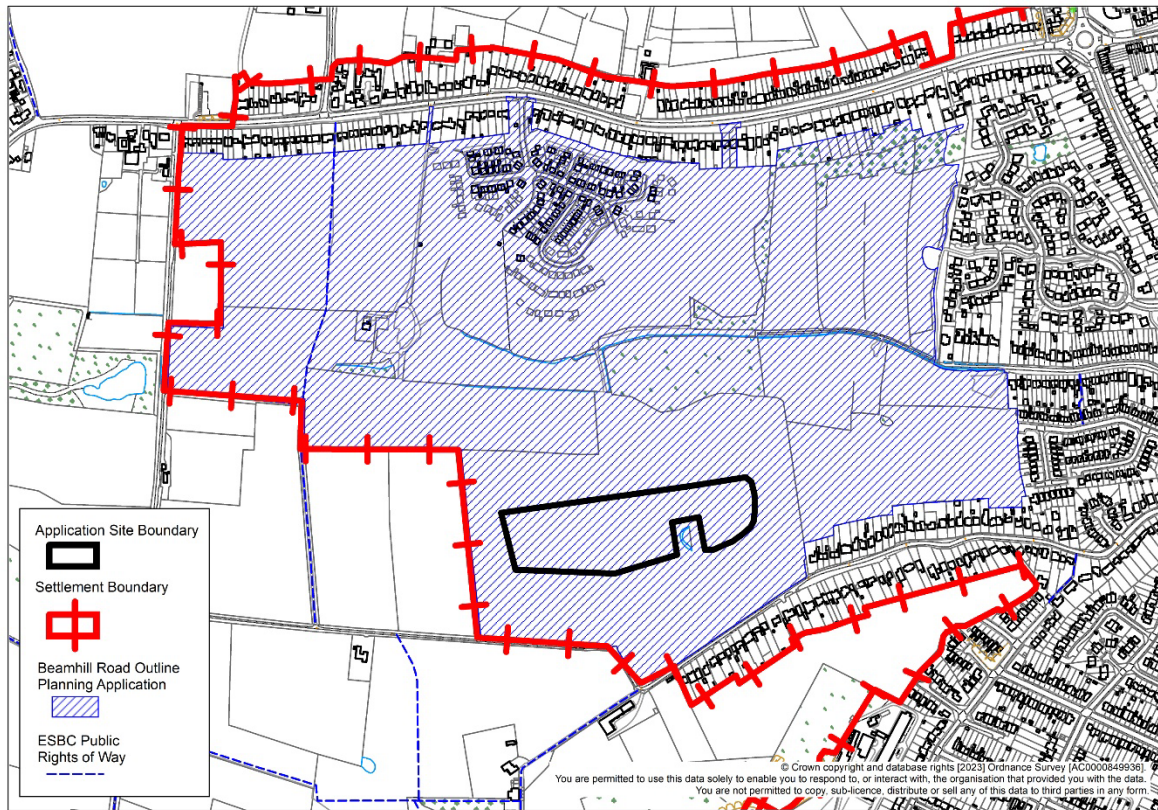 Application Site Boundary
Settlement Boundary
Beamhill Road Outline
Planning Application
ESBC Public
Rights of Way
© Crown copyright and database rights [2023] Ordnance Survey [AC0000849936].
You are permitted to use this data solely to enable you to respond to, or interact with, the organisation that provided you with the data.
You are not permitted to copy, sub-licence, distribute or sell any of this data to third parties in any form.